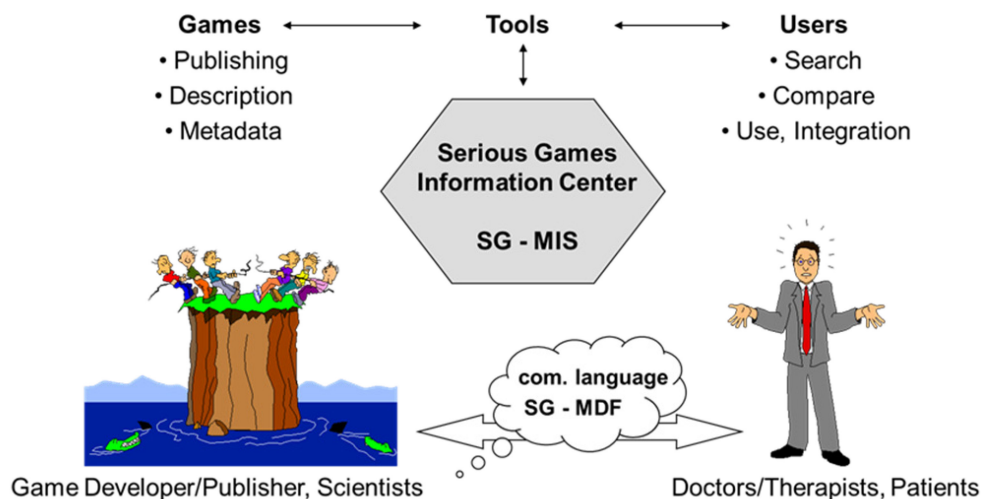 Games
Tools
Users
• Publishing
• Description
• Metadata
• Search
• Compare
• Use, Integration
Serious Games
Information Center
SG - MIS
com. language
SG - MDF
Game Developer/Publisher, Scientists
Doctors/Therapists, Patients